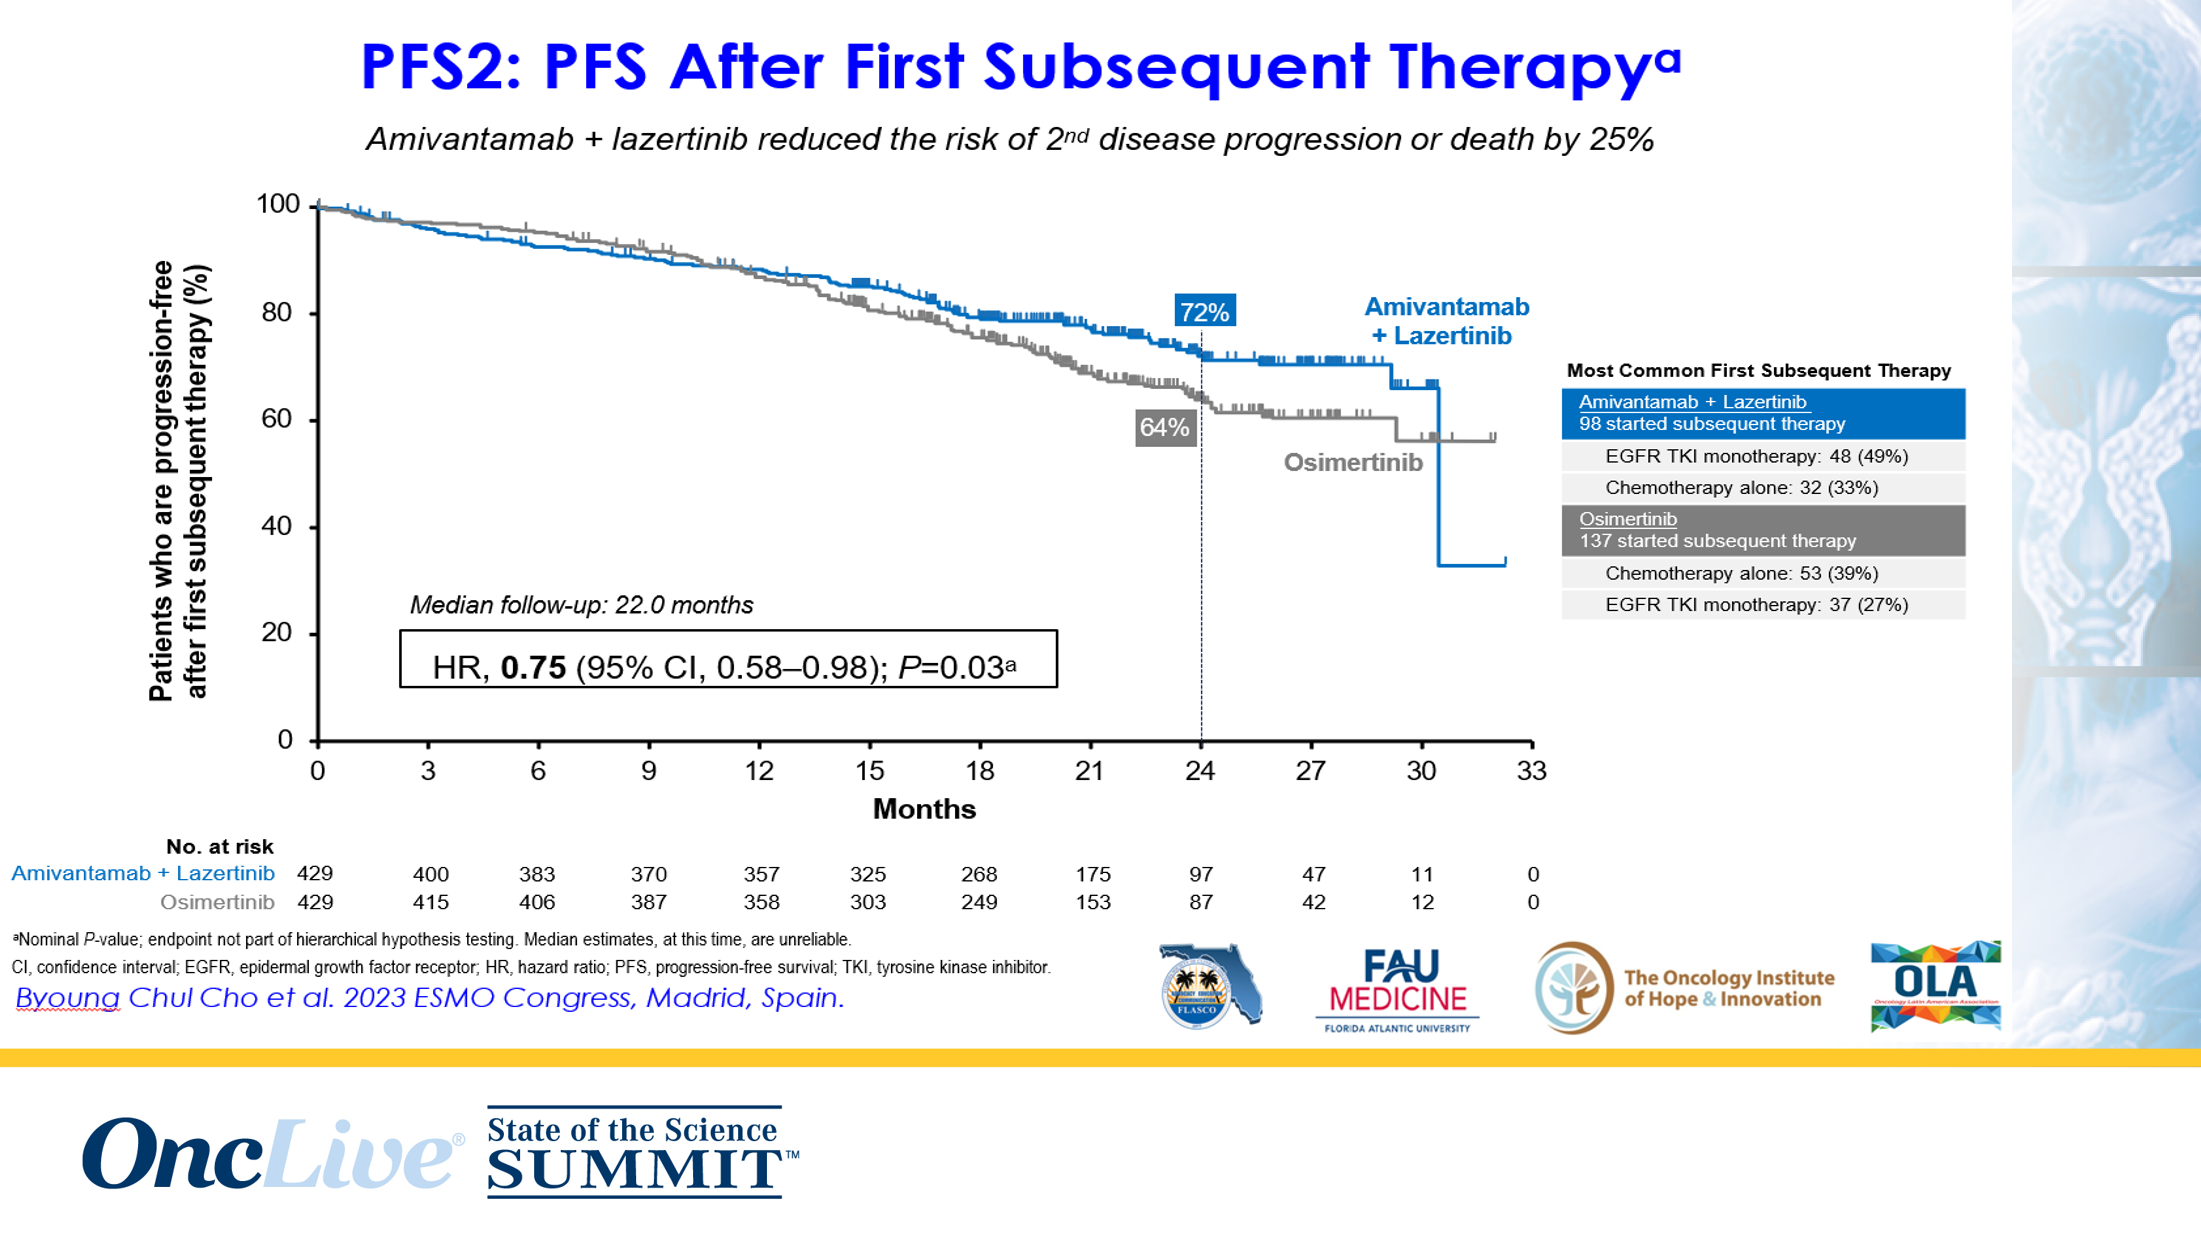 PFS2: PFS After First Subsequent Therapyᵃ
Amivantamab + lazertinib reduced the risk of 2nd disease progression or death by 25%
Patients who are progression-free
after first subsequent therapy (%)
100
80
60
40
20
0
72%
64%
Amivantamab
+ Lazertinib
Osimertinib
Median follow-up: 22.0 months
HR, 0.75 (95% CI, 0.58–0.98); P=0.03ᵃ
0 3 6 9 12 15 18 21 24 27 30 33
Months
Most Common First Subsequent Therapy
Amivantamab + Lazertinib
98 started subsequent therapy
EGFR TKI monotherapy: 48 (49%)
Chemotherapy alone: 32 (33%)
Osimertinib
137 started subsequent therapy
Chemotherapy alone: 53 (39%)
EGFR TKI monotherapy: 37 (27%)
No. at risk
Amivantamab + Lazertinib 429 400 383 370 357 325 268 175 97 47 11 0
Osimertinib 429 415 406 387 358 303 249 153 87 42 12 0
ᵃNominal P-value; endpoint not part of hierarchical hypothesis testing. Median estimates, at this time, are unreliable.
CI, confidence interval; EGFR, epidermal growth factor receptor; HR, hazard ratio; PFS, progression-free survival; TKI, tyrosine kinase inhibitor.
Byoung Chul Cho et al. 2023 ESMO Congress, Madrid, Spain.
FLASCO
FAU
MEDICINE
FLORIDA ATLANTIC UNIVERSITY
The Oncology Institute
of Hope & Innovation
OLA
Oncology Latin American Association
OncLive®
State of the Science
SUMMIT™